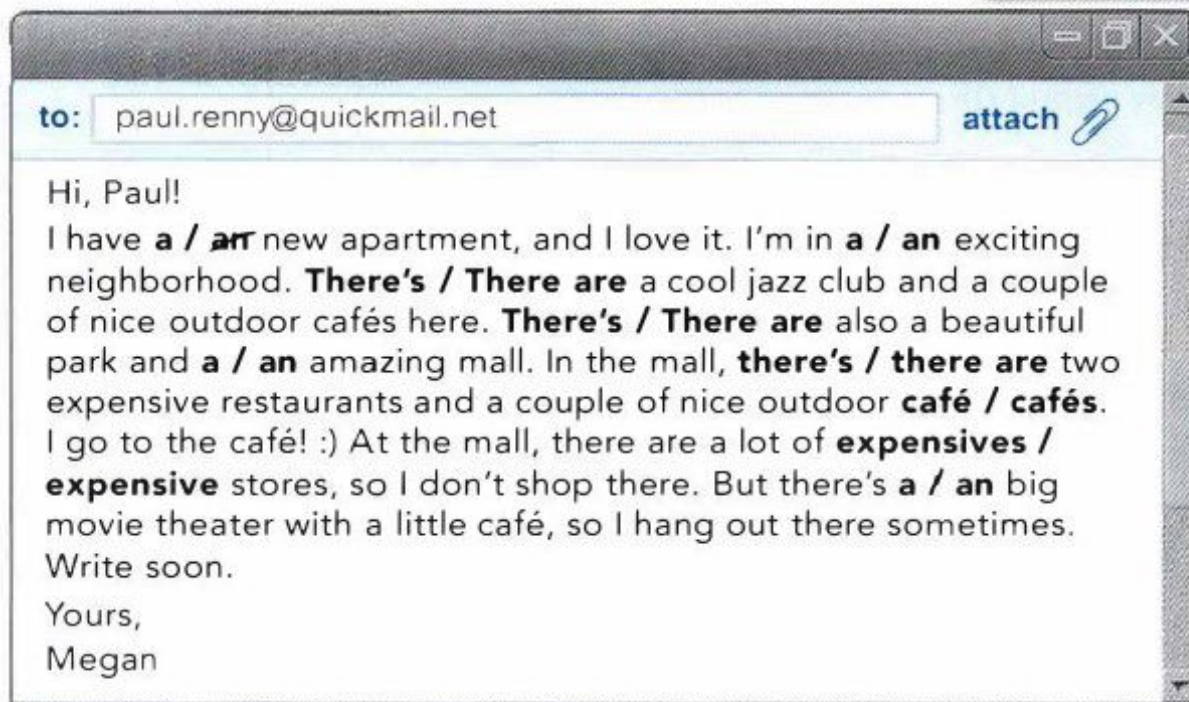 to: paul.renny@quickmail.net attach
Hi, Paul!
I have a / an new apartment, and I love it. I'm in a / an exciting
neighborhood. There's / There are a cool jazz club and a couple
of nice outdoor cafés here. There's / There are also a beautiful
park and a / an amazing mall. In the mall, there's / there are two
expensive restaurants and a couple of nice outdoor café / cafés.
I go to the café! :) At the mall, there are a lot of expensives /
expensive stores, so I don't shop there. But there's a / an big
movie theater with a little café, so I hang out there sometimes.
Write soon.
Yours,
Megan